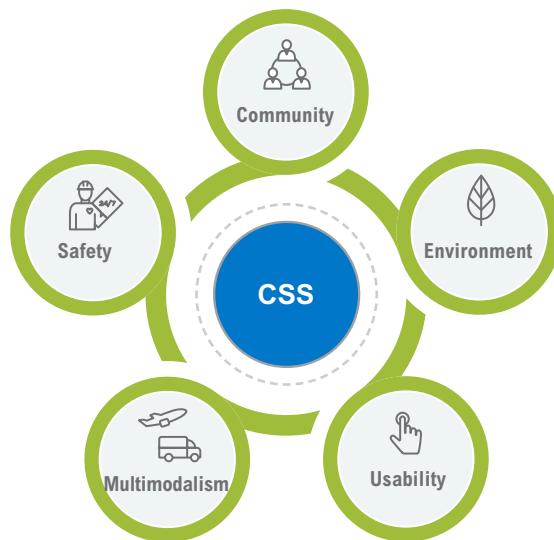 Community
24/7
Safety
Environment
CSS
Multimodalism
Usability